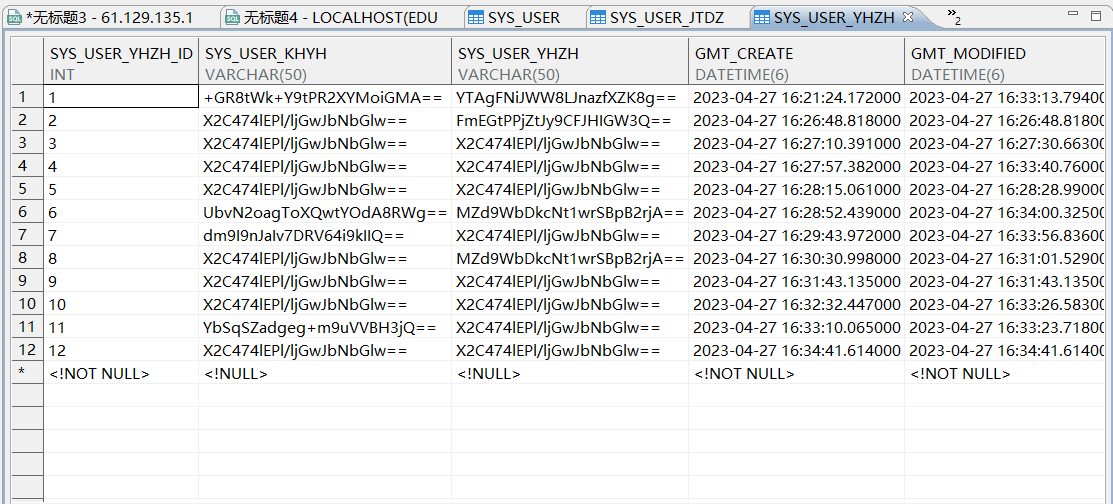 *无标题3 - 61.129.135.1 无标题4 - LOCALHOST(EDU SYS_USER SYS_USER_JTDZ SYS_USER_YHZH »2
SYS_USER_YHZH_ID SYS_USER_KHYH SYS_USER_YHZH GMT_CREATE GMT_MODIFIED
INT VARCHAR(50) VARCHAR(50) DATETIME(6) DATETIME(6)
1 1 +GR8tWk+Y9tPR2XYMoiGMA== YTAgFNiJWW8LJnazfXZK8g== 2023-04-27 16:21:24.172000 2023-04-27 16:33:13.79400
2 2 X2C474lEPl/ljGwJbNbGlw== FmEGtPPjZtJy9CFJHIGW3Q== 2023-04-27 16:26:48.818000 2023-04-27 16:26:48.81800
3 3 X2C474lEPl/ljGwJbNbGlw== X2C474lEPl/ljGwJbNbGlw== 2023-04-27 16:27:10.391000 2023-04-27 16:27:30.66300
4 4 X2C474lEPl/ljGwJbNbGlw== X2C474lEPl/ljGwJbNbGlw== 2023-04-27 16:27:57.382000 2023-04-27 16:33:40.76000
5 5 X2C474lEPl/ljGwJbNbGlw== X2C474lEPl/ljGwJbNbGlw== 2023-04-27 16:28:15.061000 2023-04-27 16:28:28.99000
6 6 UbvN2oagToXQwtYOdA8RWg== MZd9WbDkcNt1wrSBpB2rjA== 2023-04-27 16:28:52.439000 2023-04-27 16:34:00.32500
7 7 dm9I9nJaIv7DRV64i9kIIQ== X2C474lEPl/ljGwJbNbGlw== 2023-04-27 16:29:43.972000 2023-04-27 16:33:56.83600
8 8 X2C474lEPl/ljGwJbNbGlw== MZd9WbDkcNt1wrSBpB2rjA== 2023-04-27 16:30:30.998000 2023-04-27 16:31:01.52900
9 9 X2C474lEPl/ljGwJbNbGlw== X2C474lEPl/ljGwJbNbGlw== 2023-04-27 16:31:43.135000 2023-04-27 16:31:43.13500
10 10 X2C474lEPl/ljGwJbNbGlw== X2C474lEPl/ljGwJbNbGlw== 2023-04-27 16:32:32.447000 2023-04-27 16:33:26.58300
11 11 YbSqSZadgeg+m9uVVBH3jQ== X2C474lEPl/ljGwJbNbGlw== 2023-04-27 16:33:10.065000 2023-04-27 16:33:23.71800
12 12 X2C474lEPl/ljGwJbNbGlw== X2C474lEPl/ljGwJbNbGlw== 2023-04-27 16:34:41.614000 2023-04-27 16:34:41.61400
* <!NOT NULL> <!NULL> <!NULL> <!NOT NULL> <!NOT NULL>